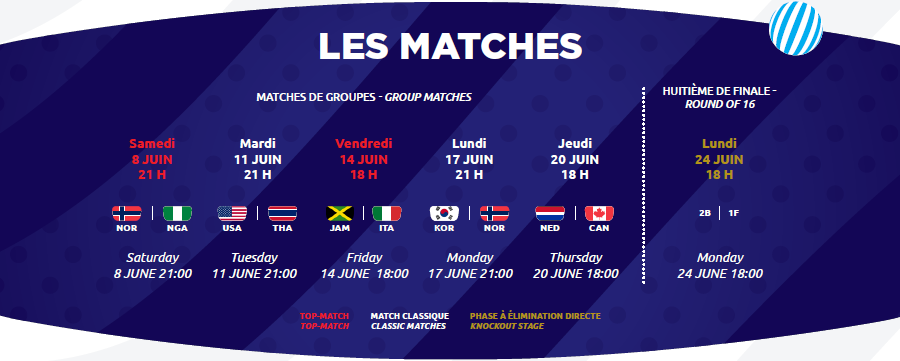 LES MATCHES
MATCHES DE GROUPES - GROUP MATCHES
HUITIÈME DE FINALE -
ROUND OF 16
Samedi
8 JUIN
21 H
Mardi
11 JUIN
21 H
Vendredi
14 JUIN
18 H
Lundi
17 JUIN
21 H
Jeudi
20 JUIN
18 H
Lundi
24 JUIN
18 H
NOR | NGA
USA | THA
JAM | ITA
KOR | NOR
NED | CAN
2B | 1F
Saturday
8 JUNE 21:00
Tuesday
11 JUNE 21:00
Friday
14 JUNE 18:00
Monday
17 JUNE 21:00
Thursday
20 JUNE 18:00
Monday
24 JUNE 18:00
TOP-MATCH
TOP-MATCH
MATCH CLASSIQUE
CLASSIC MATCHES
PHASE À ÉLIMINATION DIRECTE
KNOCKOUT STAGE